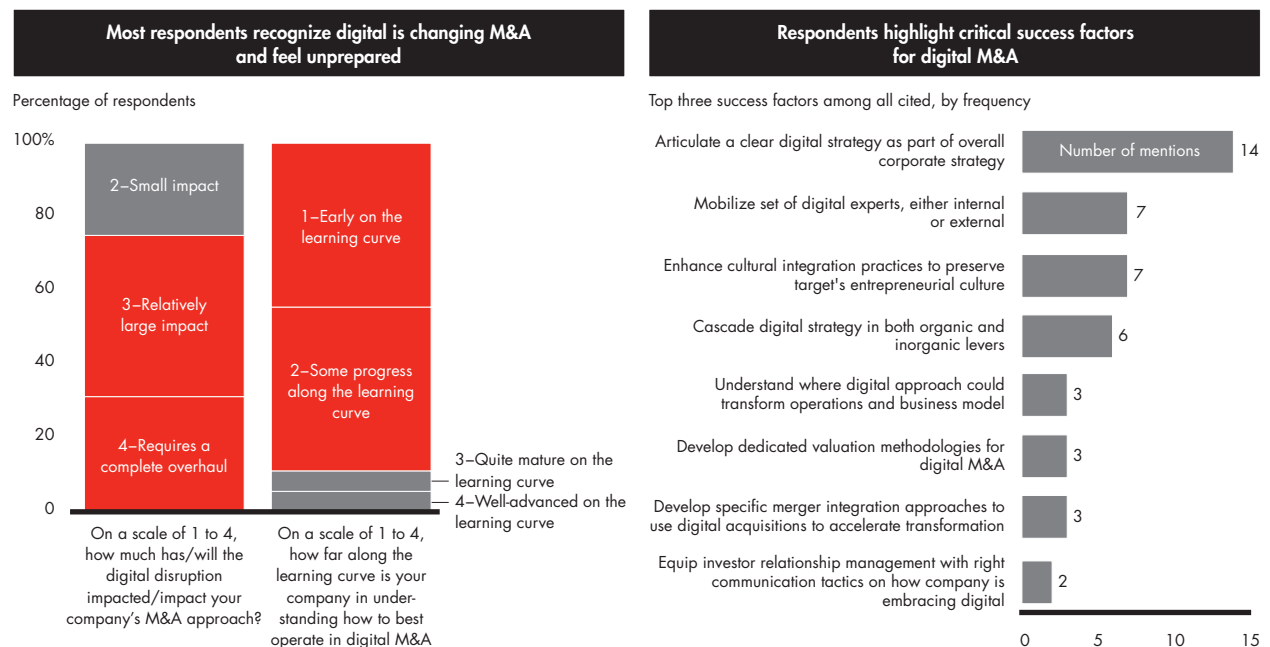 Most respondents recognize digital is changing M&A
and feel unprepared
Percentage of respondents
100%
80
60
40
20
0
2–Small impact
3–Relatively
large impact
4–Requires a
complete overhaul
1–Early on the
learning curve
2–Some progress
along the learning
curve
3–Quite mature on the
learning curve
4–Well-advanced on the
learning curve
On a scale of 1 to 4,
how much has/will the
digital disruption
impacted/impact your
company's M&A approach?
On a scale of 1 to 4,
how far along the
learning curve is your
company in under-
standing how to best
operate in digital M&A
Respondents highlight critical success factors
for digital M&A
Top three success factors among all cited, by frequency
Articulate a clear digital strategy as part of overall
corporate strategy
Number of mentions
14
Mobilize set of digital experts, either internal
or external
7
Enhance cultural integration practices to preserve
target's entrepreneurial culture
7
Cascade digital strategy in both organic and
inorganic levers
6
Understand where digital approach could
transform operations and business model
3
Develop dedicated valuation methodologies for
digital M&A
3
Develop specific merger integration approaches to
use digital acquisitions to accelerate transformation
3
Equip investor relationship management with right
communication tactics on how company is
embracing digital
2
0 5 10 15